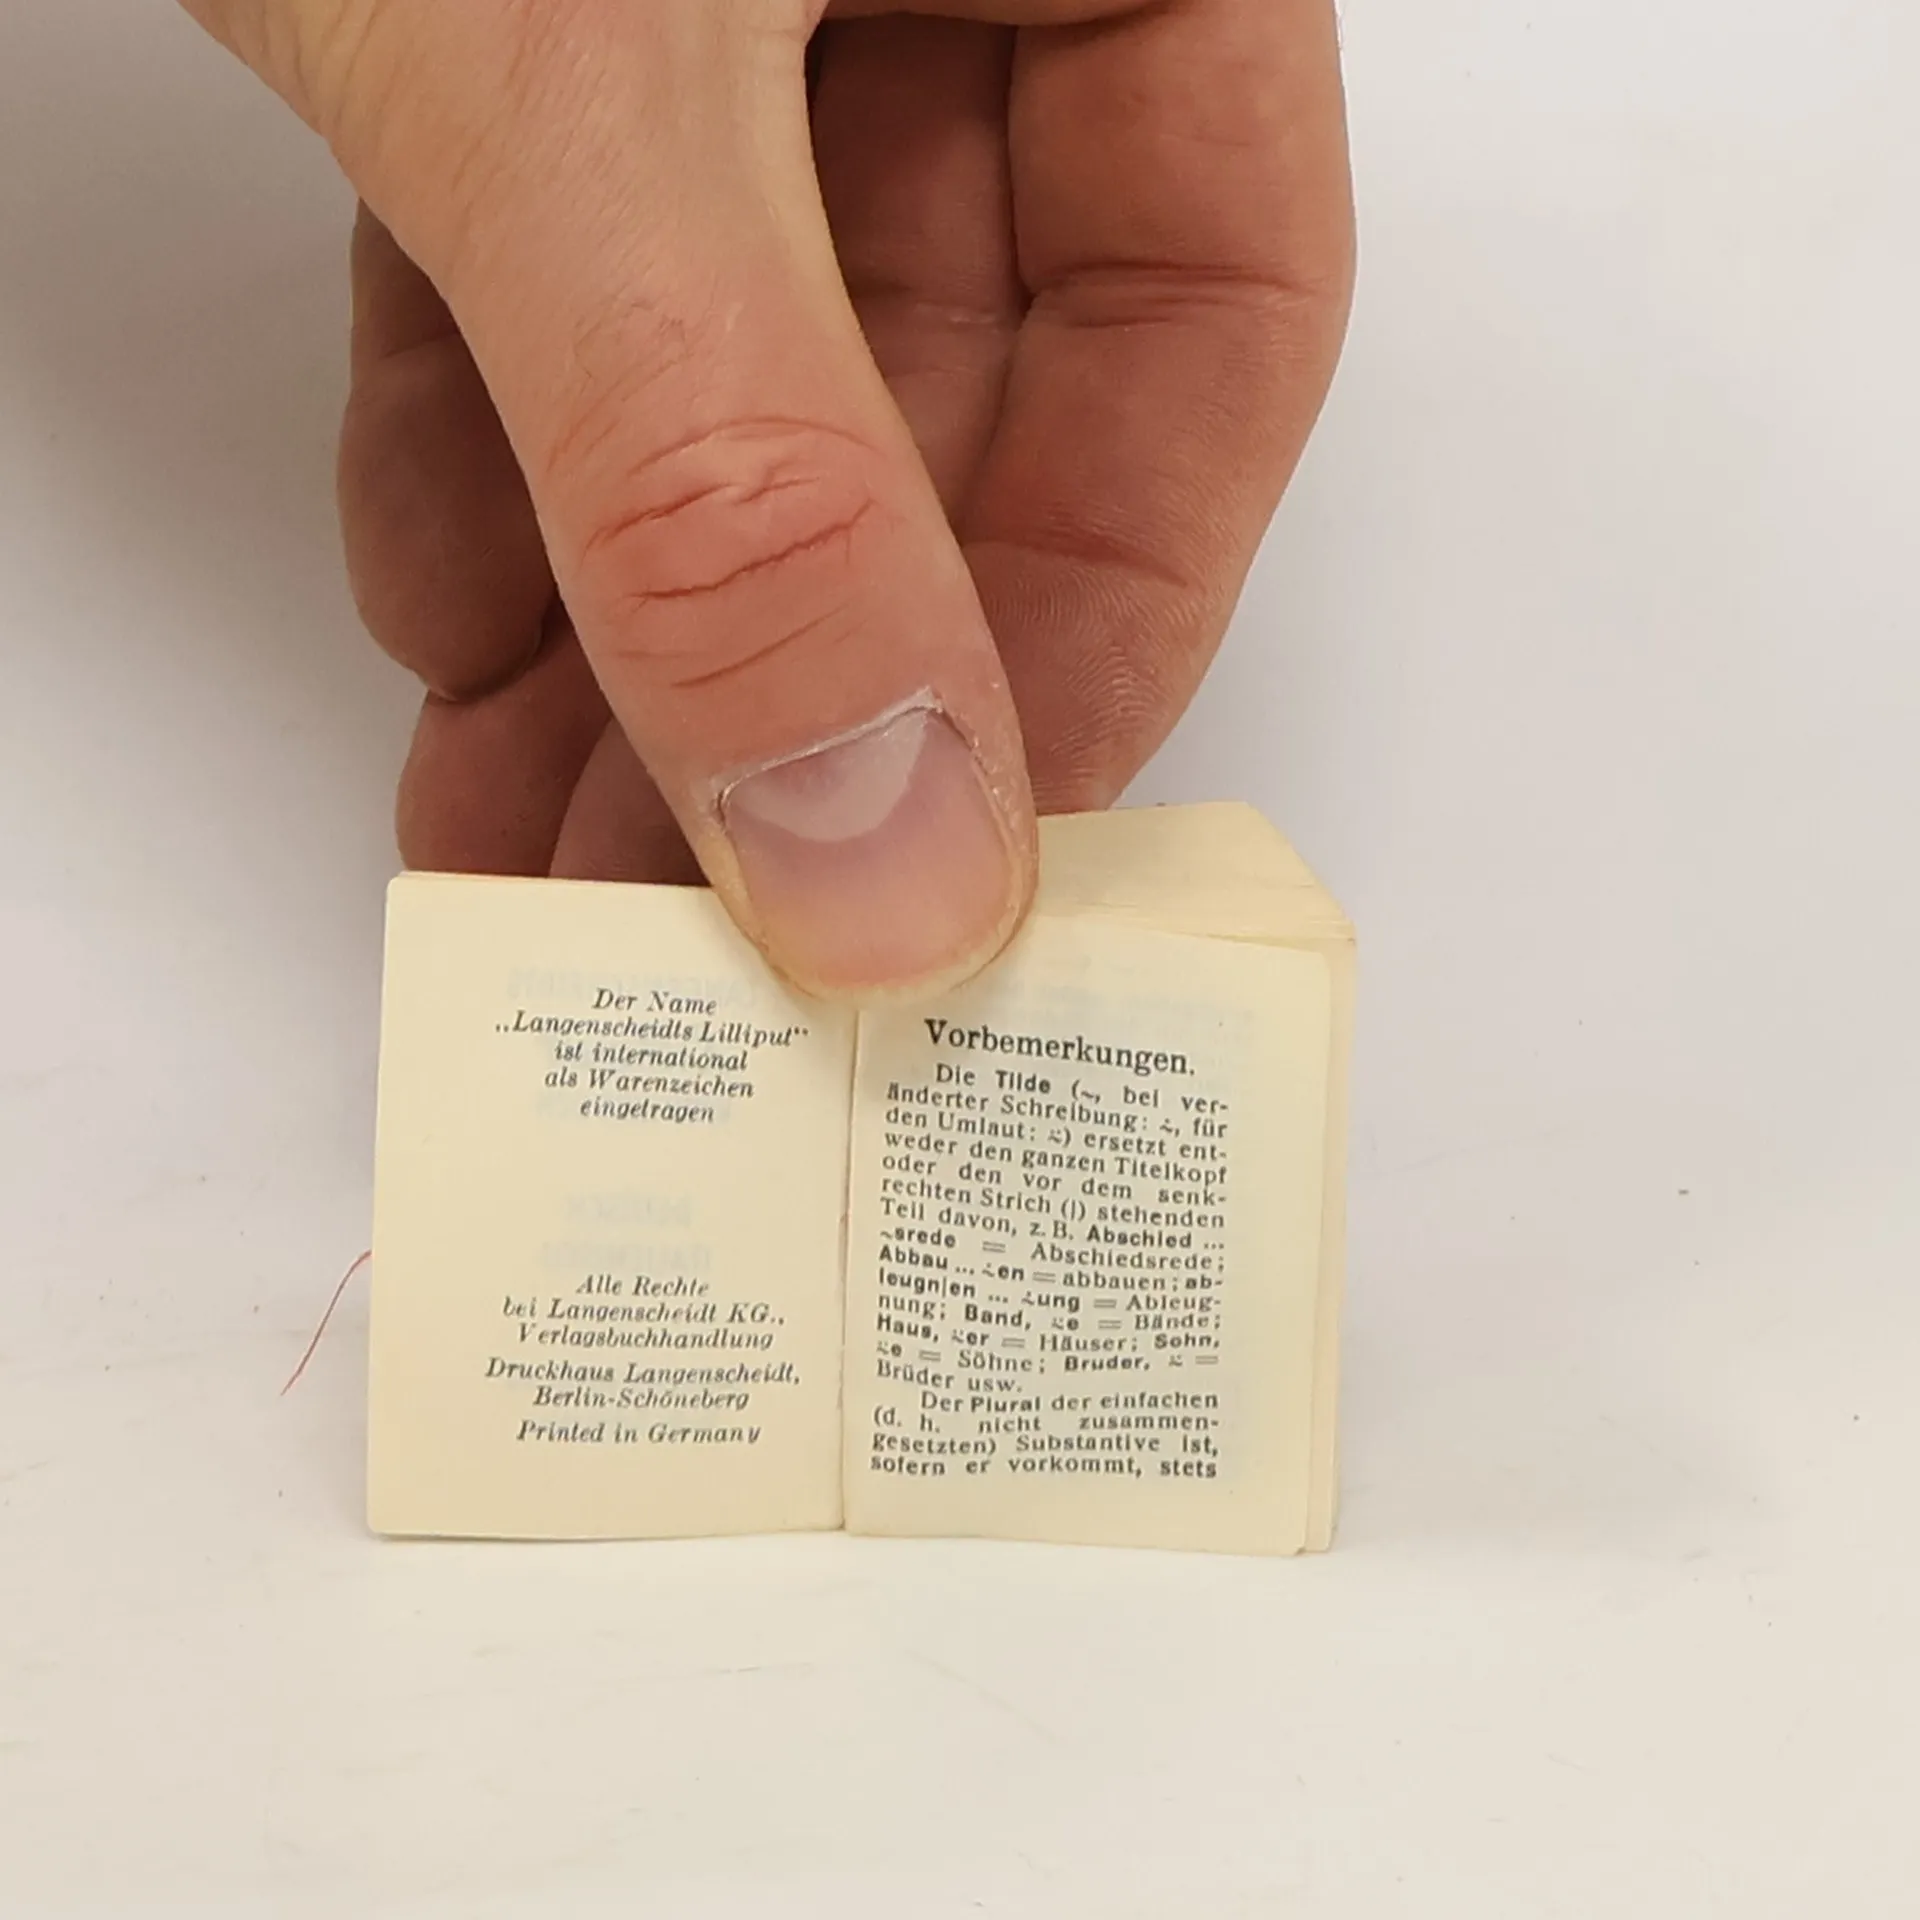 Der Name
„Langenscheidts Lilliput“
ist international
als Warenzeichen
eingetragen
Alle Rechte
bei Langenscheidt KG.,
Verlagsbuchhandlung
Druckhaus Langenscheidt,
Berlin-Schöneberg
Printed in Germany
Vorbemerkungen.
Die Tilde (~, bei ver-
änderter Schreibung: ∻, für
den Umlaut: ⩬) ersetzt ent-
weder den ganzen Titelkopf
oder den vor dem senk-
rechten Strich (|) stehenden
Teil davon, z. B. Abschied ...
~srede = Abschiedsrede;
Abbau ... ∻en = abbauen; ab-
leugn|en ... ∻ung = Ableug-
nung; Band, ⩬e = Bände;
Haus, ⩬er = Häuser; Sohn,
⩬e = Söhne; Bruder, ⩬ =
Brüder usw.
Der Plural der einfachen
(d. h. nicht zusammen-
gesetzten) Substantive ist,
sofern er vorkommt, stets